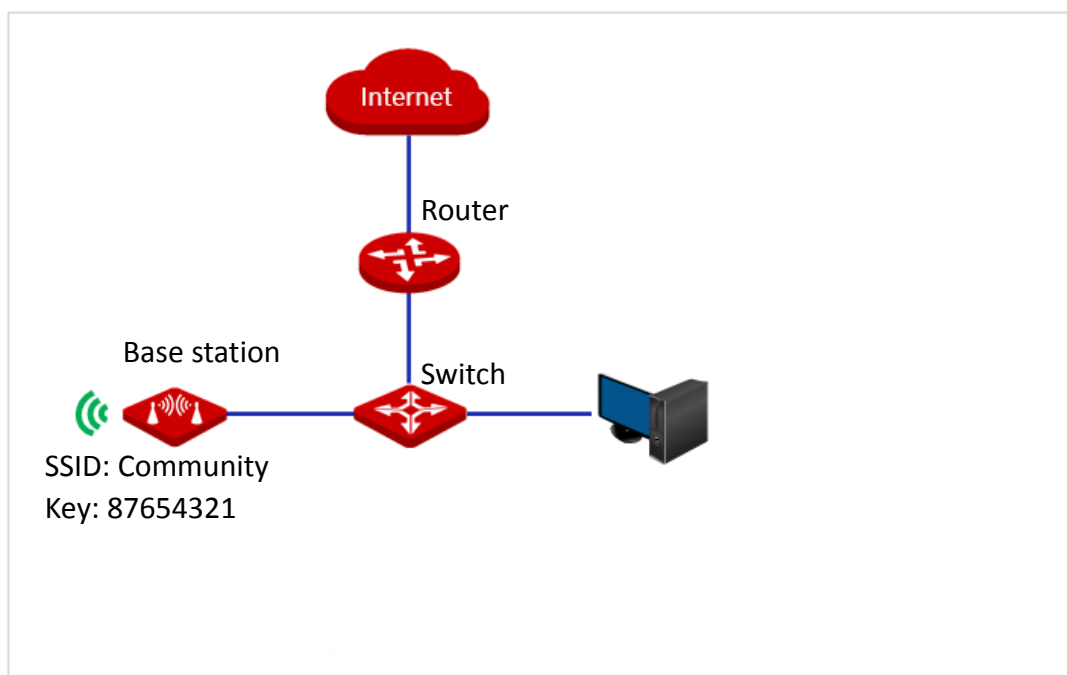 Internet
Router
Base station
Switch
SSID: Community
Key: 87654321